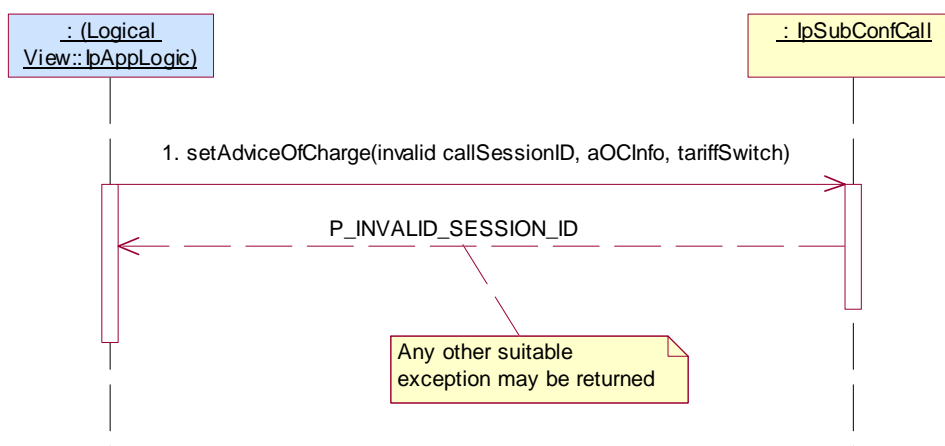 : (Logical
View::IpAppLogic)
: IpSubConfCall
1. setAdviceOfCharge(invalid callSessionID, aOCInfo, tariffSwitch)
P_INVALID_SESSION_ID
Any other suitable
exception may be returned